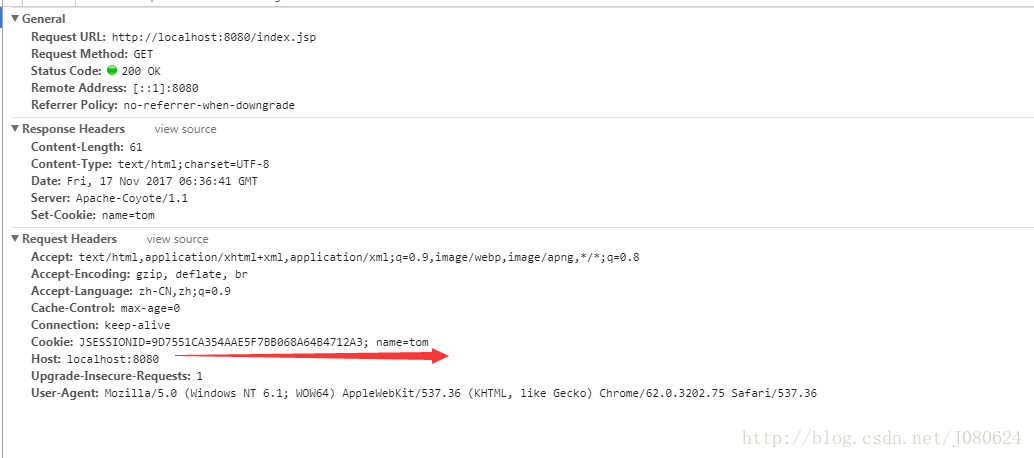 General
Request URL: http://localhost:8080/index.jsp
Request Method: GET
Status Code: 200 OK
Remote Address: [::1]:8080
Referrer Policy: no-referrer-when-downgrade
Response Headers view source
Content-Length: 61
Content-Type: text/html;charset=UTF-8
Date: Fri, 17 Nov 2017 06:36:41 GMT
Server: Apache-Coyote/1.1
Set-Cookie: name=tom
Request Headers view source
Accept: text/html,application/xhtml+xml,application/xml;q=0.9,image/webp,image/apng,*/*;q=0.8
Accept-Encoding: gzip, deflate, br
Accept-Language: zh-CN,zh;q=0.9
Cache-Control: max-age=0
Connection: keep-alive
Cookie: JSESSIONID=9D7551CA354AAE5F7BB068A64B4712A3; name=tom
Host: localhost:8080
Upgrade-Insecure-Requests: 1
User-Agent: Mozilla/5.0 (Windows NT 6.1; WOW64) AppleWebKit/537.36 (KHTML, like Gecko) Chrome/62.0.3202.75 Safari/537.36
http://blog.csdn.net/J080624